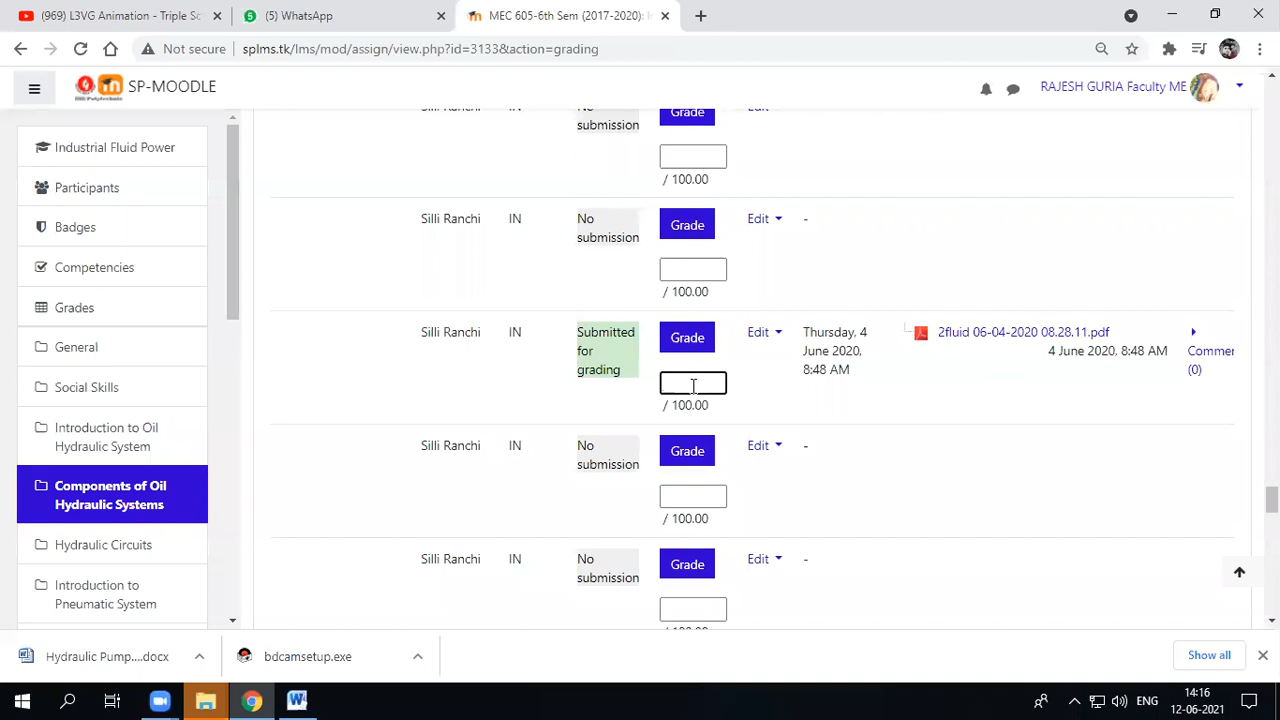 (969) L3VG Animation - Triple Sc
(5) WhatsApp
MEC 605-6th Sem (2017-2020): I
Not secure
splms.tk/lms/mod/assign/view.php?id=3133&action=grading
SP-MOODLE
RAJESH GURIA Faculty ME
Industrial Fluid Power
Participants
Badges
Competencies
Grades
General
Social Skills
Introduction to Oil
Hydraulic System
Components of Oil
Hydraulic Systems
Hydraulic Circuits
Introduction to
Pneumatic System
Silli Ranchi IN No submission Grade Edit
/ 100.00
Silli Ranchi IN No submission Grade Edit -
/ 100.00
Silli Ranchi IN Submitted for grading Grade Edit Thursday, 4 June 2020, 8:48 AM 2fluid 06-04-2020 08.28.11.pdf
4 June 2020, 8:48 AM Commer (0)
/ 100.00
Silli Ranchi IN No submission Grade Edit -
/ 100.00
Silli Ranchi IN No submission Grade Edit -
Hydraulic Pump....docx
bdcamsetup.exe
Show all
ENG
14:16
12-06-2021